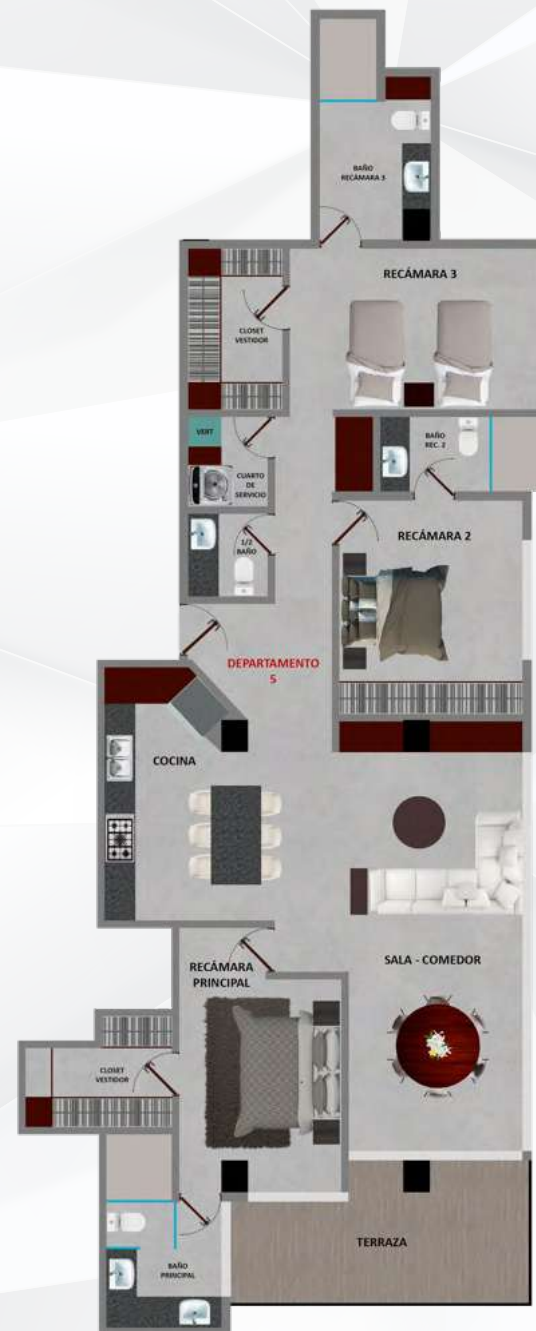 BAÑO
RECÁMARA 3
RECÁMARA 3
CLOSET
VESTIDOR
VERT
BAÑO
REC. 2
CUARTO
DE
SERVICIO
RECÁMARA 2
1/2
BAÑO
DEPARTAMENTO
5
COCINA
SALA - COMEDOR
RECÁMARA
PRINCIPAL
CLOSET
VESTIDOR
TERRAZA
BAÑO
PRINCIPAL